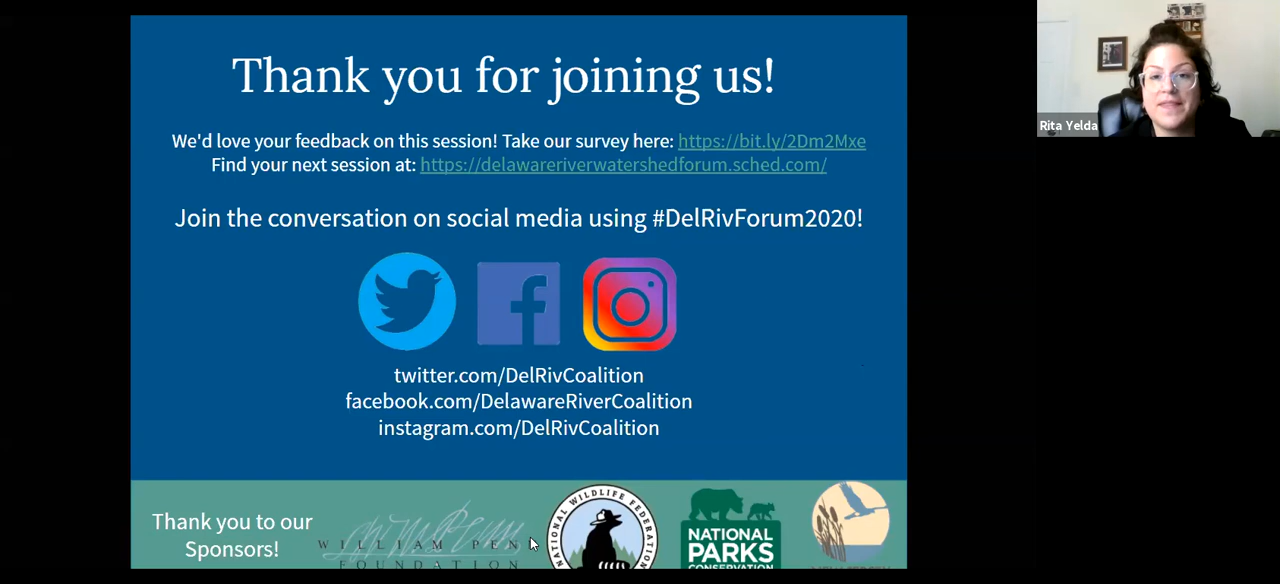 Thank you for joining us!
We'd love your feedback on this session! Take our survey here: https://bit.ly/2Dm2Mxe
Find your next session at: https://delawareriverwatershedforum.sched.com/
Join the conversation on social media using #DelRivForum2020!
twitter.com/DelRivCoalition
facebook.com/DelawareRiverCoalition
instagram.com/DelRivCoalition
Thank you to our
Sponsors!
WILLIAM PEN
FOUNDATION
NATIONAL WILDLIFE FEDERATION
NATIONAL
PARKS
CONSERVATION
Rita Yelda